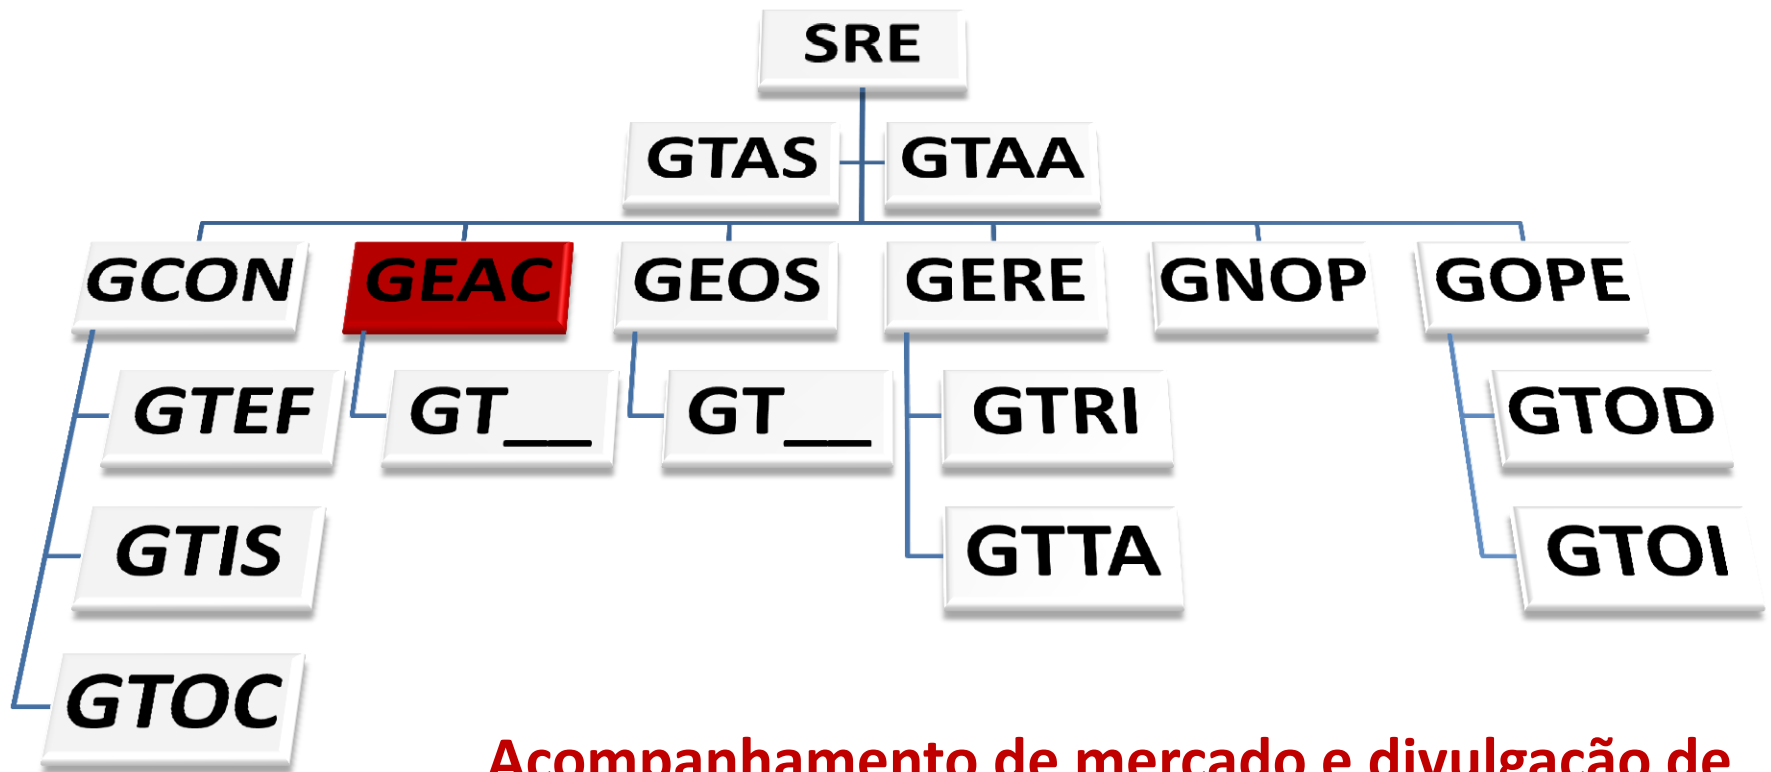 SRE
GTAS GTAA
GCON GEAC GEOS GERE GNOP GOPE
GTEF GT__ GT__ GTRI GTOD
GTIS GTTA GTOI
GTOC
Acompanhamento de mercado e divulgação de